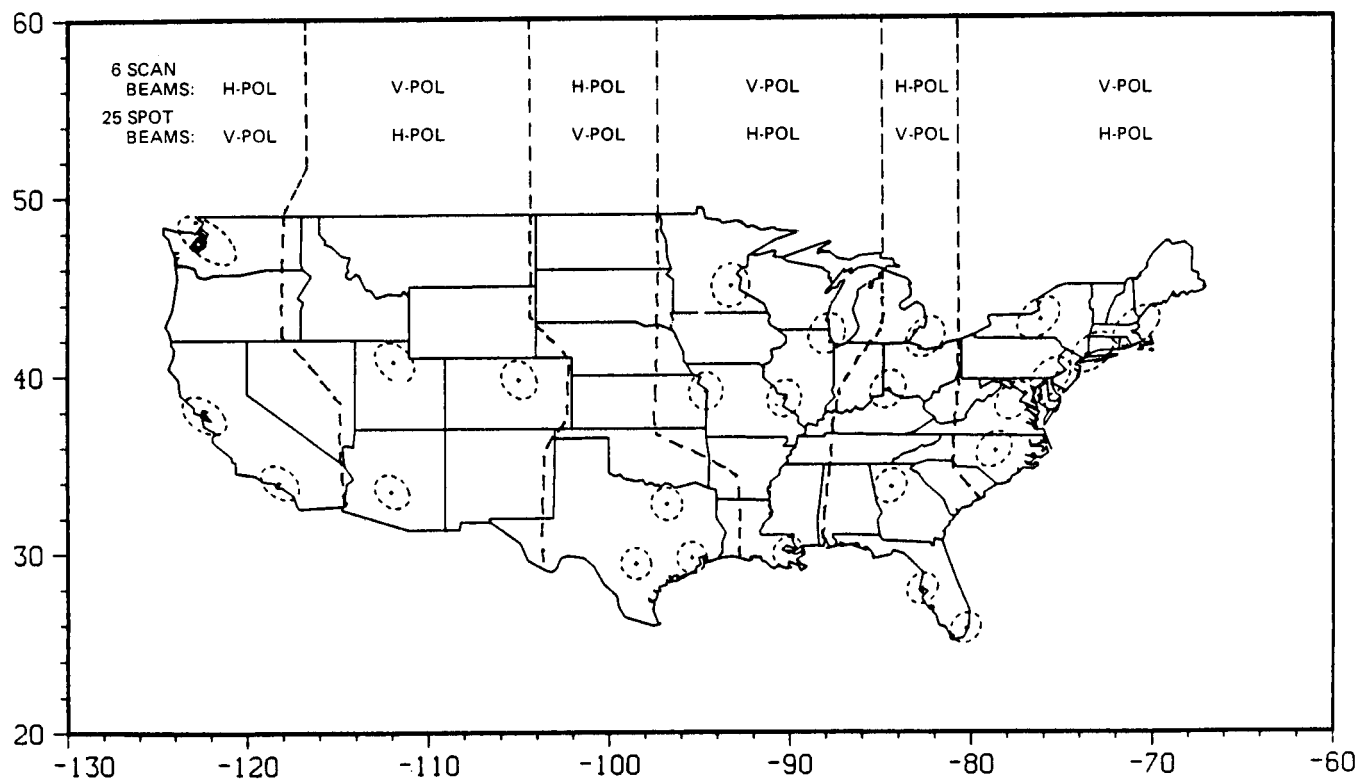 60
6 SCAN
BEAMS: H-POL V-POL H-POL V-POL H-POL V-POL
25 SPOT
BEAMS: V-POL H-POL V-POL H-POL V-POL H-POL
50
40
30
20
-130 -120 -110 -100 -90 -80 -70 -60